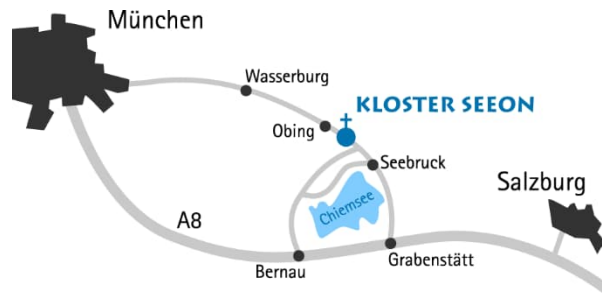 München
Wasserburg
KLOSTER SEEON
Obing
Seebruck
Salzburg
Chiemsee
A8
Grabenstätt
Bernau